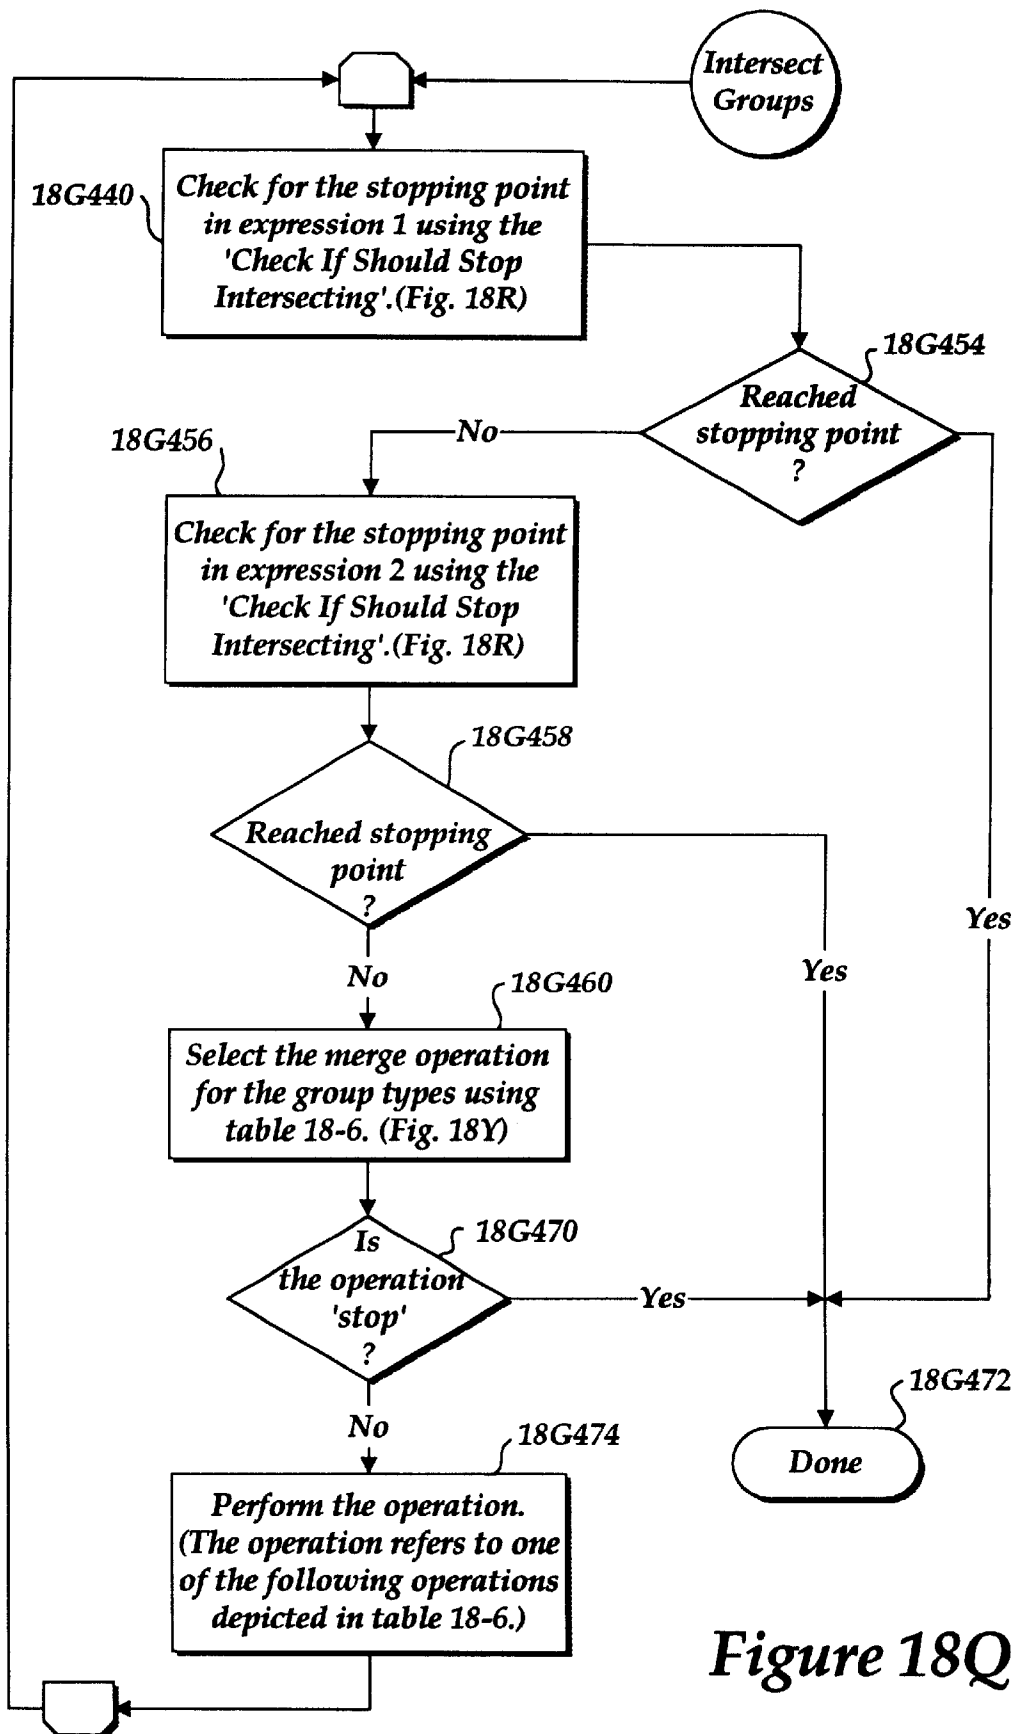 Intersect
Groups
18G440
Check for the stopping point
in expression 1 using the
'Check If Should Stop
Intersecting'.(Fig. 18R)
18G454
Reached
stopping point
?
No
18G456
Check for the stopping point
in expression 2 using the
'Check If Should Stop
Intersecting'.(Fig. 18R)
18G458
Reached stopping
point
?
Yes
Yes
No
18G460
Select the merge operation
for the group types using
table 18-6. (Fig. 18Y)
18G470
Is
the operation
'stop'
?
Yes
18G472
Done
No
18G474
Perform the operation.
(The operation refers to one
of the following operations
depicted in table 18-6.)
Figure 18Q